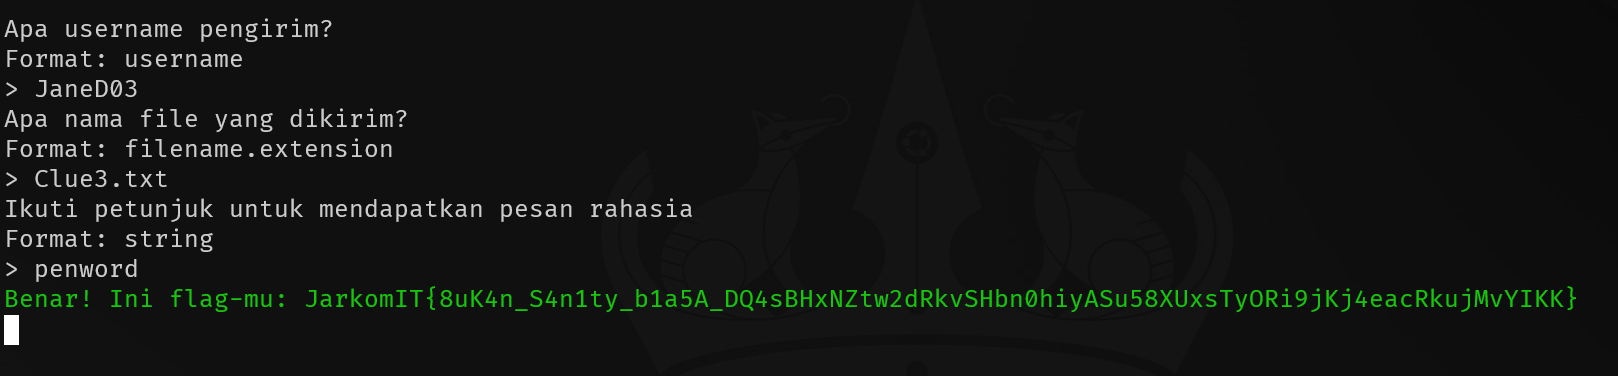 Apa username pengirim?
Format: username
> JaneD03
Apa nama file yang dikirim?
Format: filename.extension
> Clue3.txt
Ikuti petunjuk untuk mendapatkan pesan rahasia
Format: string
> penword
Benar! Ini flag-mu: JarkomIT{8uK4n_S4n1ty_b1a5A_DQ4sBHxNZtw2dRkvSHbn0hiyASu58XUxsTyORi9jKj4eacRkujMvYIKK}